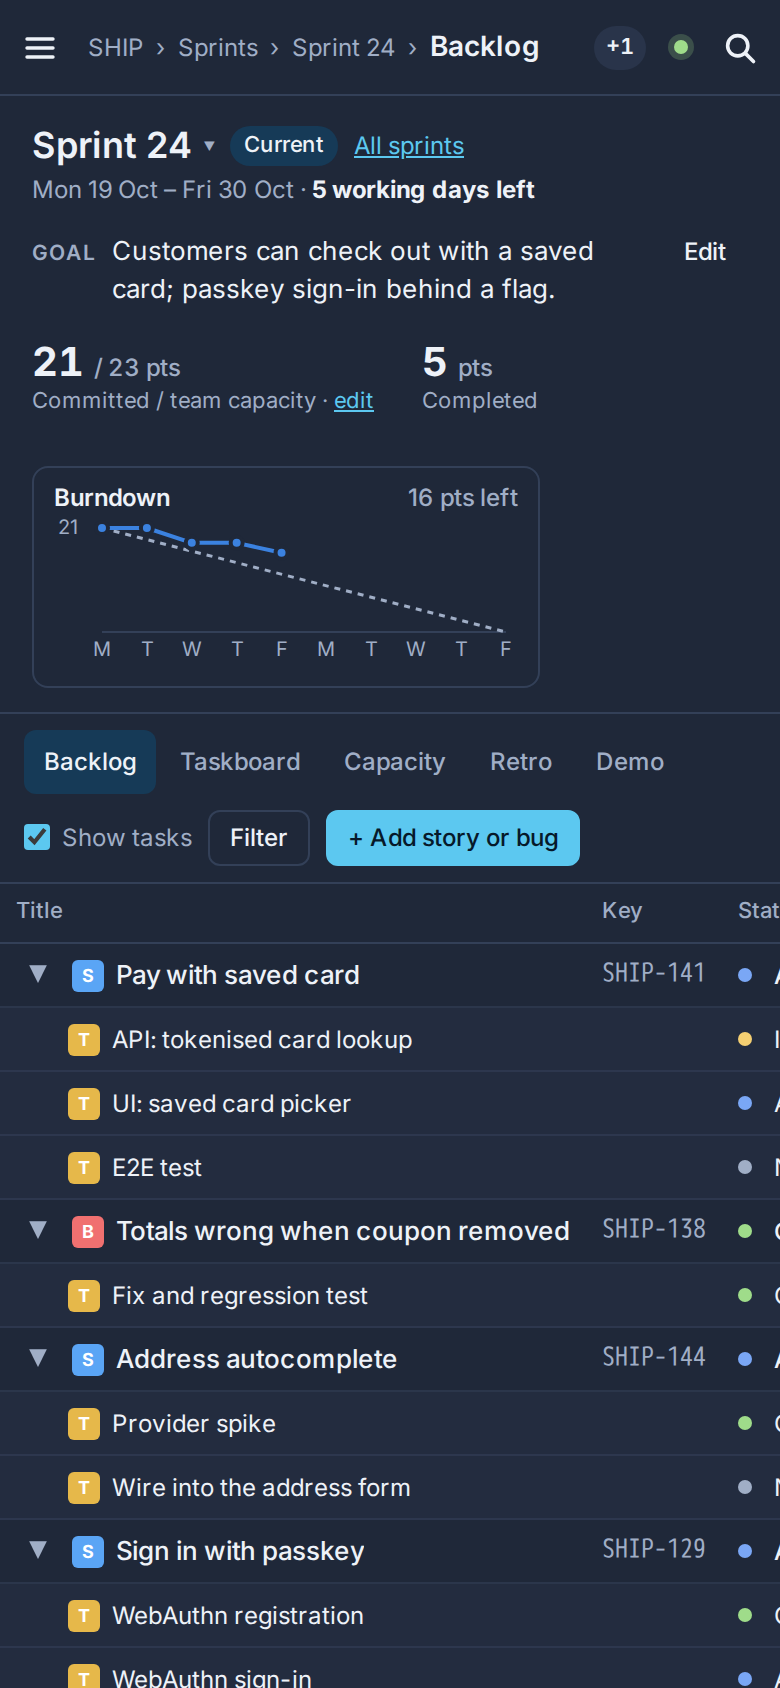 SHIP › Sprints › Sprint 24 › Backlog +1
Sprint 24 ▾ Current All sprints
Mon 19 Oct – Fri 30 Oct · 5 working days left
GOAL Customers can check out with a saved Edit
card; passkey sign-in behind a flag.
21 / 23 pts 5 pts
Committed / team capacity · edit Completed
Burndown 16 pts left
21
M T W T F M T W T F
Backlog Taskboard Capacity Retro Demo
Show tasks Filter + Add story or bug
Title Key Stat
▼ S Pay with saved card SHIP-141
T API: tokenised card lookup
T UI: saved card picker
T E2E test
▼ B Totals wrong when coupon removed SHIP-138
T Fix and regression test
▼ S Address autocomplete SHIP-144
T Provider spike
T Wire into the address form
▼ S Sign in with passkey SHIP-129
T WebAuthn registration
T WebAuthn sign-in